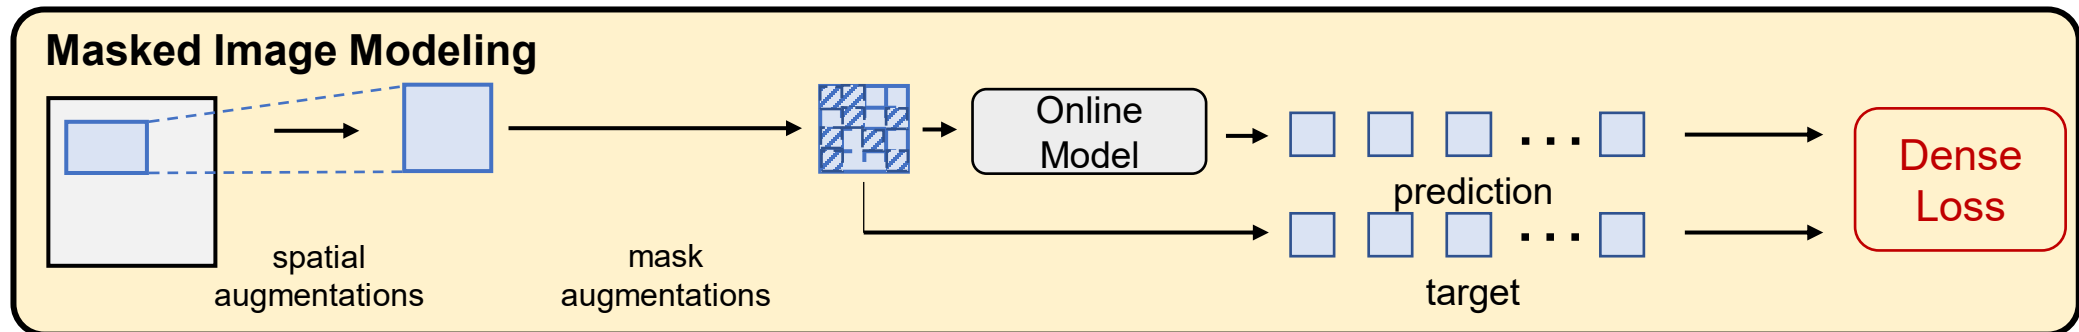 Masked Image Modeling
spatial
augmentations
mask
augmentations
Online
Model
prediction
target
Dense
Loss